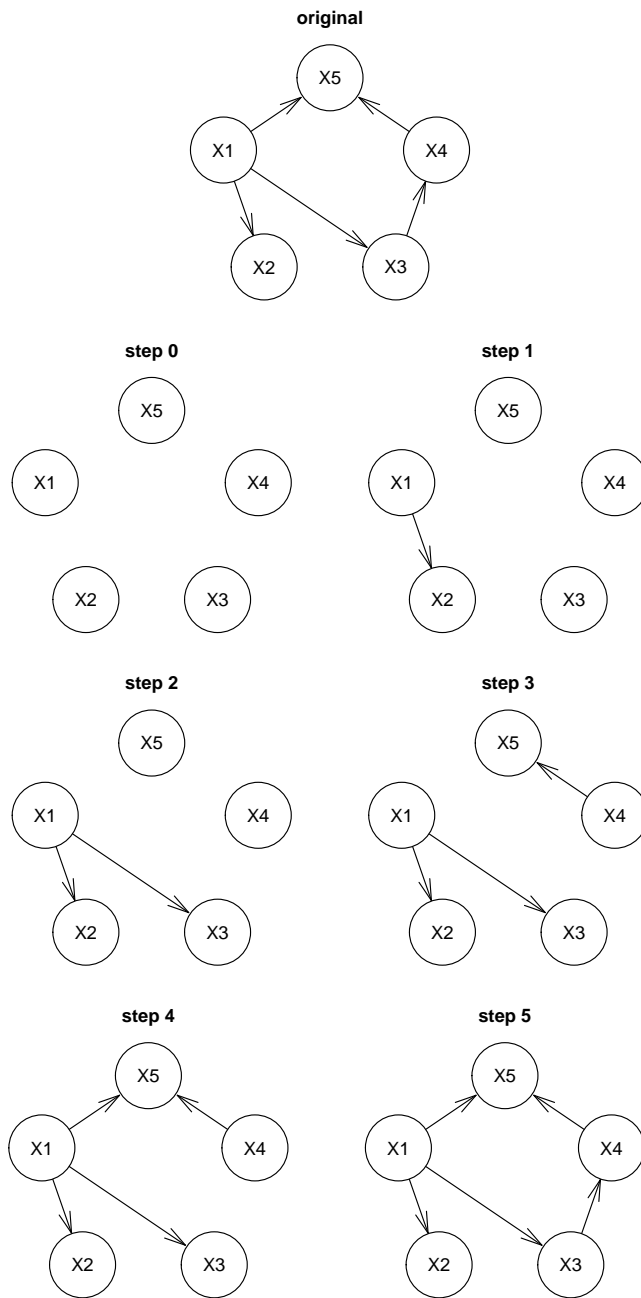 original
X5
X1 X4
X2 X3
step 0 step 1
X5 X5
X1 X4 X1 X4
X2 X3 X2 X3
step 2 step 3
X5 X5
X1 X4 X1 X4
X2 X3 X2 X3
step 4 step 5
X5 X5
X1 X4 X1 X4
X2 X3 X2 X3